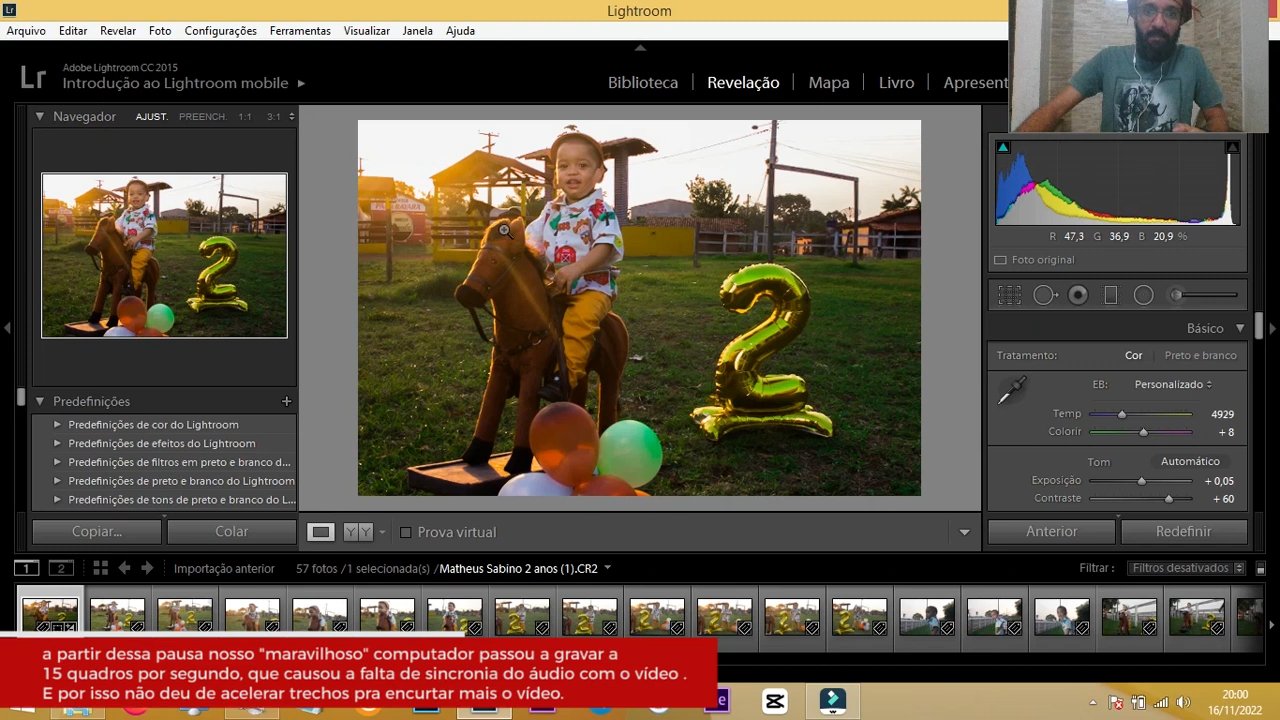 Lr
Lightroom
Arquivo Editar Revelar Foto Configurações Ferramentas Visualizar Janela Ajuda
Lr
Adobe Lightroom CC 2015
Introdução ao Lightroom mobile
Biblioteca | Revelação | Mapa | Livro | Apresent
Navegador AJUST. PREENCH. 1:1 3:1
R 47,3 G 36,9 B 20,9 %
Foto original
Básico
Tratamento: Cor | Preto e branco
EB: Personalizado
Temp 4929
Colorir + 8
Tom Automático
Exposição + 0,05
Contraste + 60
Predefinições
Predefinições de cor do Lightroom
Predefinições de efeitos do Lightroom
Predefinições de filtros em preto e branco d...
Predefinições de preto e branco do Lightroom
Predefinições de tons de preto e branco do L...
Copiar... Colar
YY Prova virtual
Anterior Redefinir
1 2 Importação anterior 57 fotos /1 selecionada(s) /Matheus Sabino 2 anos (1).CR2
Filtrar : Filtros desativados
a partir dessa pausa nosso "maravilhoso" computador passou a gravar a
15 quadros por segundo, que causou a falta de sincronia do áudio com o vídeo .
E por isso não deu de acelerar trechos pra encurtar mais o vídeo.
20:00
16/11/2022